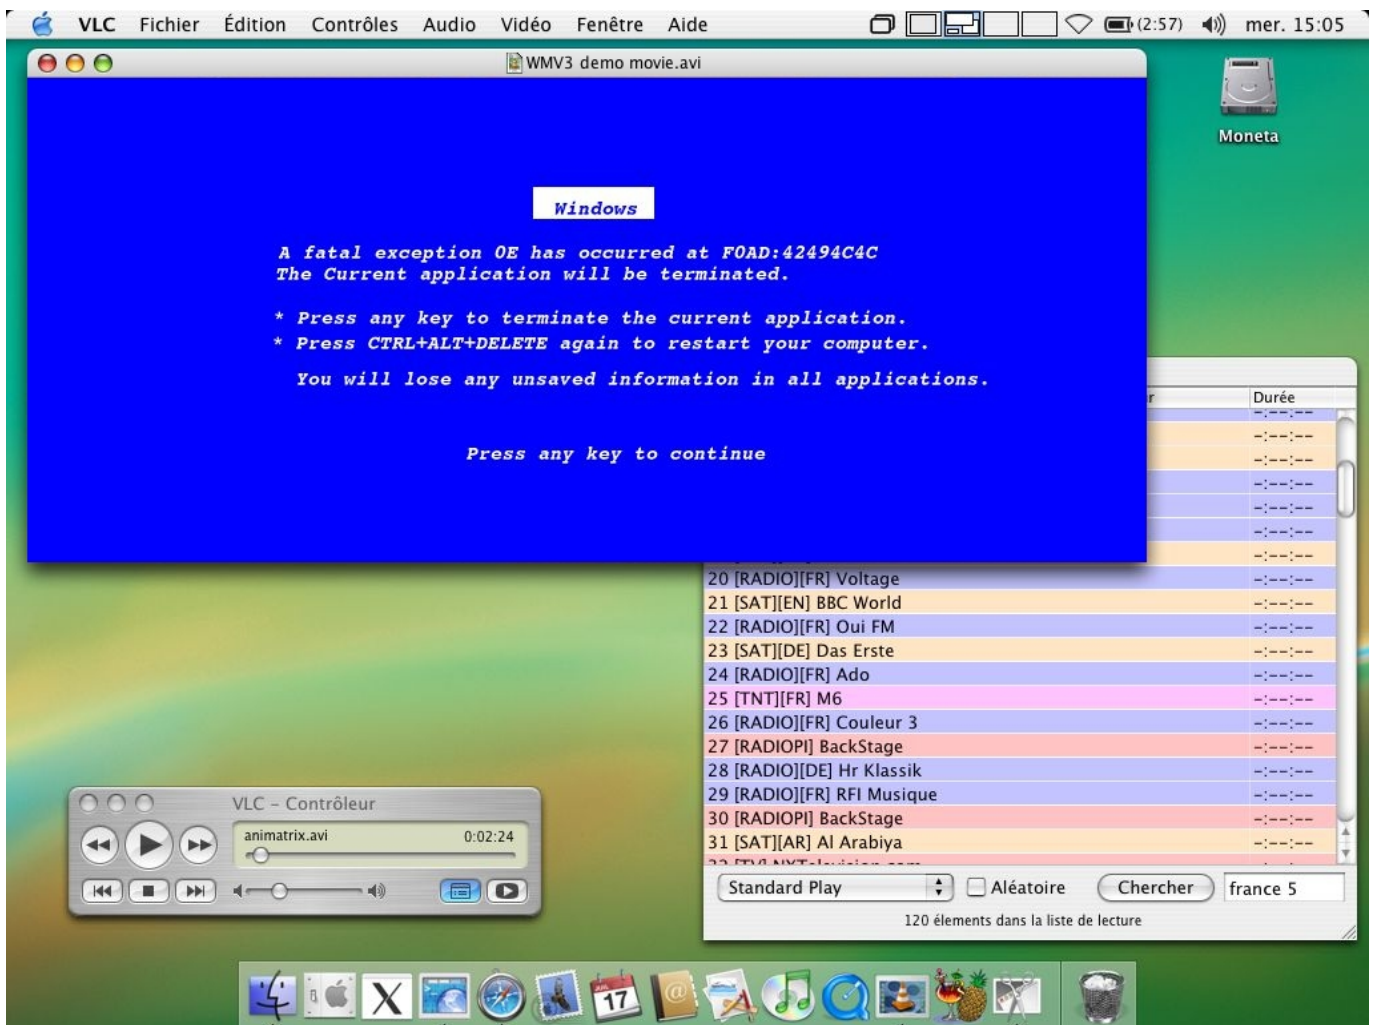 VLC Fichier Édition Contrôles Audio Vidéo Fenêtre Aide (2:57) mer. 15:05
WMV3 demo movie.avi
Moneta
Windows
A fatal exception 0E has occurred at F0AD:42494C4C
The Current application will be terminated.
* Press any key to terminate the current application.
* Press CTRL+ALT+DELETE again to restart your computer.
You will lose any unsaved information in all applications.
Press any key to continue
r Durée
-:--:--
-:--:--
-:--:--
-:--:--
-:--:--
-:--:--
-:--:--
20 [RADIO][FR] Voltage -:--:--
21 [SAT][EN] BBC World -:--:--
22 [RADIO][FR] Oui FM -:--:--
23 [SAT][DE] Das Erste -:--:--
24 [RADIO][FR] Ado -:--:--
25 [TNT][FR] M6 -:--:--
26 [RADIO][FR] Couleur 3 -:--:--
27 [RADIOPI] BackStage -:--:--
28 [RADIO][DE] Hr Klassik -:--:--
29 [RADIO][FR] RFI Musique -:--:--
30 [RADIOPI] BackStage -:--:--
31 [SAT][AR] Al Arabiya -:--:--
Standard Play Aléatoire Chercher france 5
120 élements dans la liste de lecture
VLC – Contrôleur
animatrix.avi 0:02:24
JUIL
17